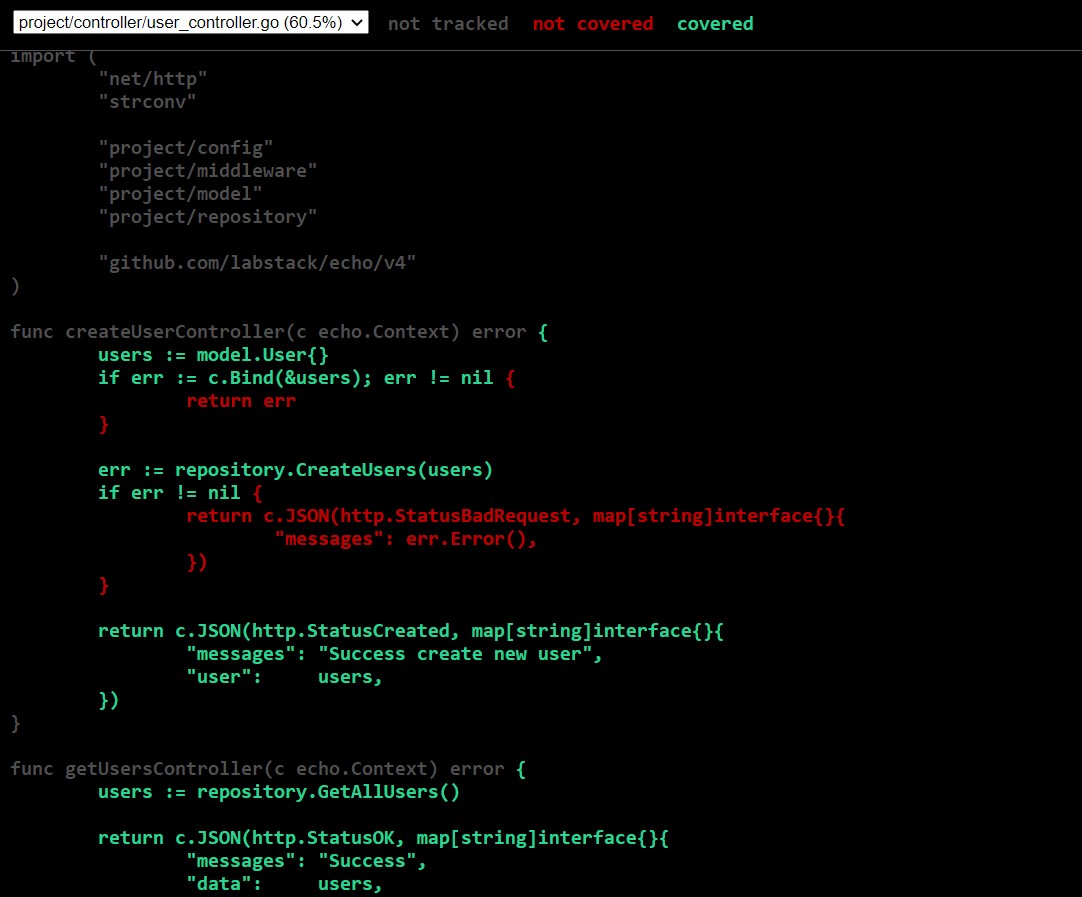 project/controller/user_controller.go (60.5%) not tracked not covered covered
import (
"net/http"
"strconv"
"project/config"
"project/middleware"
"project/model"
"project/repository"
"github.com/labstack/echo/v4"
)
func createUserController(c echo.Context) error {
users := model.User{}
if err := c.Bind(&users); err != nil {
return err
}
err := repository.CreateUsers(users)
if err != nil {
return c.JSON(http.StatusBadRequest, map[string]interface{}{
"messages": err.Error(),
})
}
return c.JSON(http.StatusCreated, map[string]interface{}{
"messages": "Success create new user",
"user": users,
})
}
func getUsersController(c echo.Context) error {
users := repository.GetAllUsers()
return c.JSON(http.StatusOK, map[string]interface{}{
"messages": "Success",
"data": users,